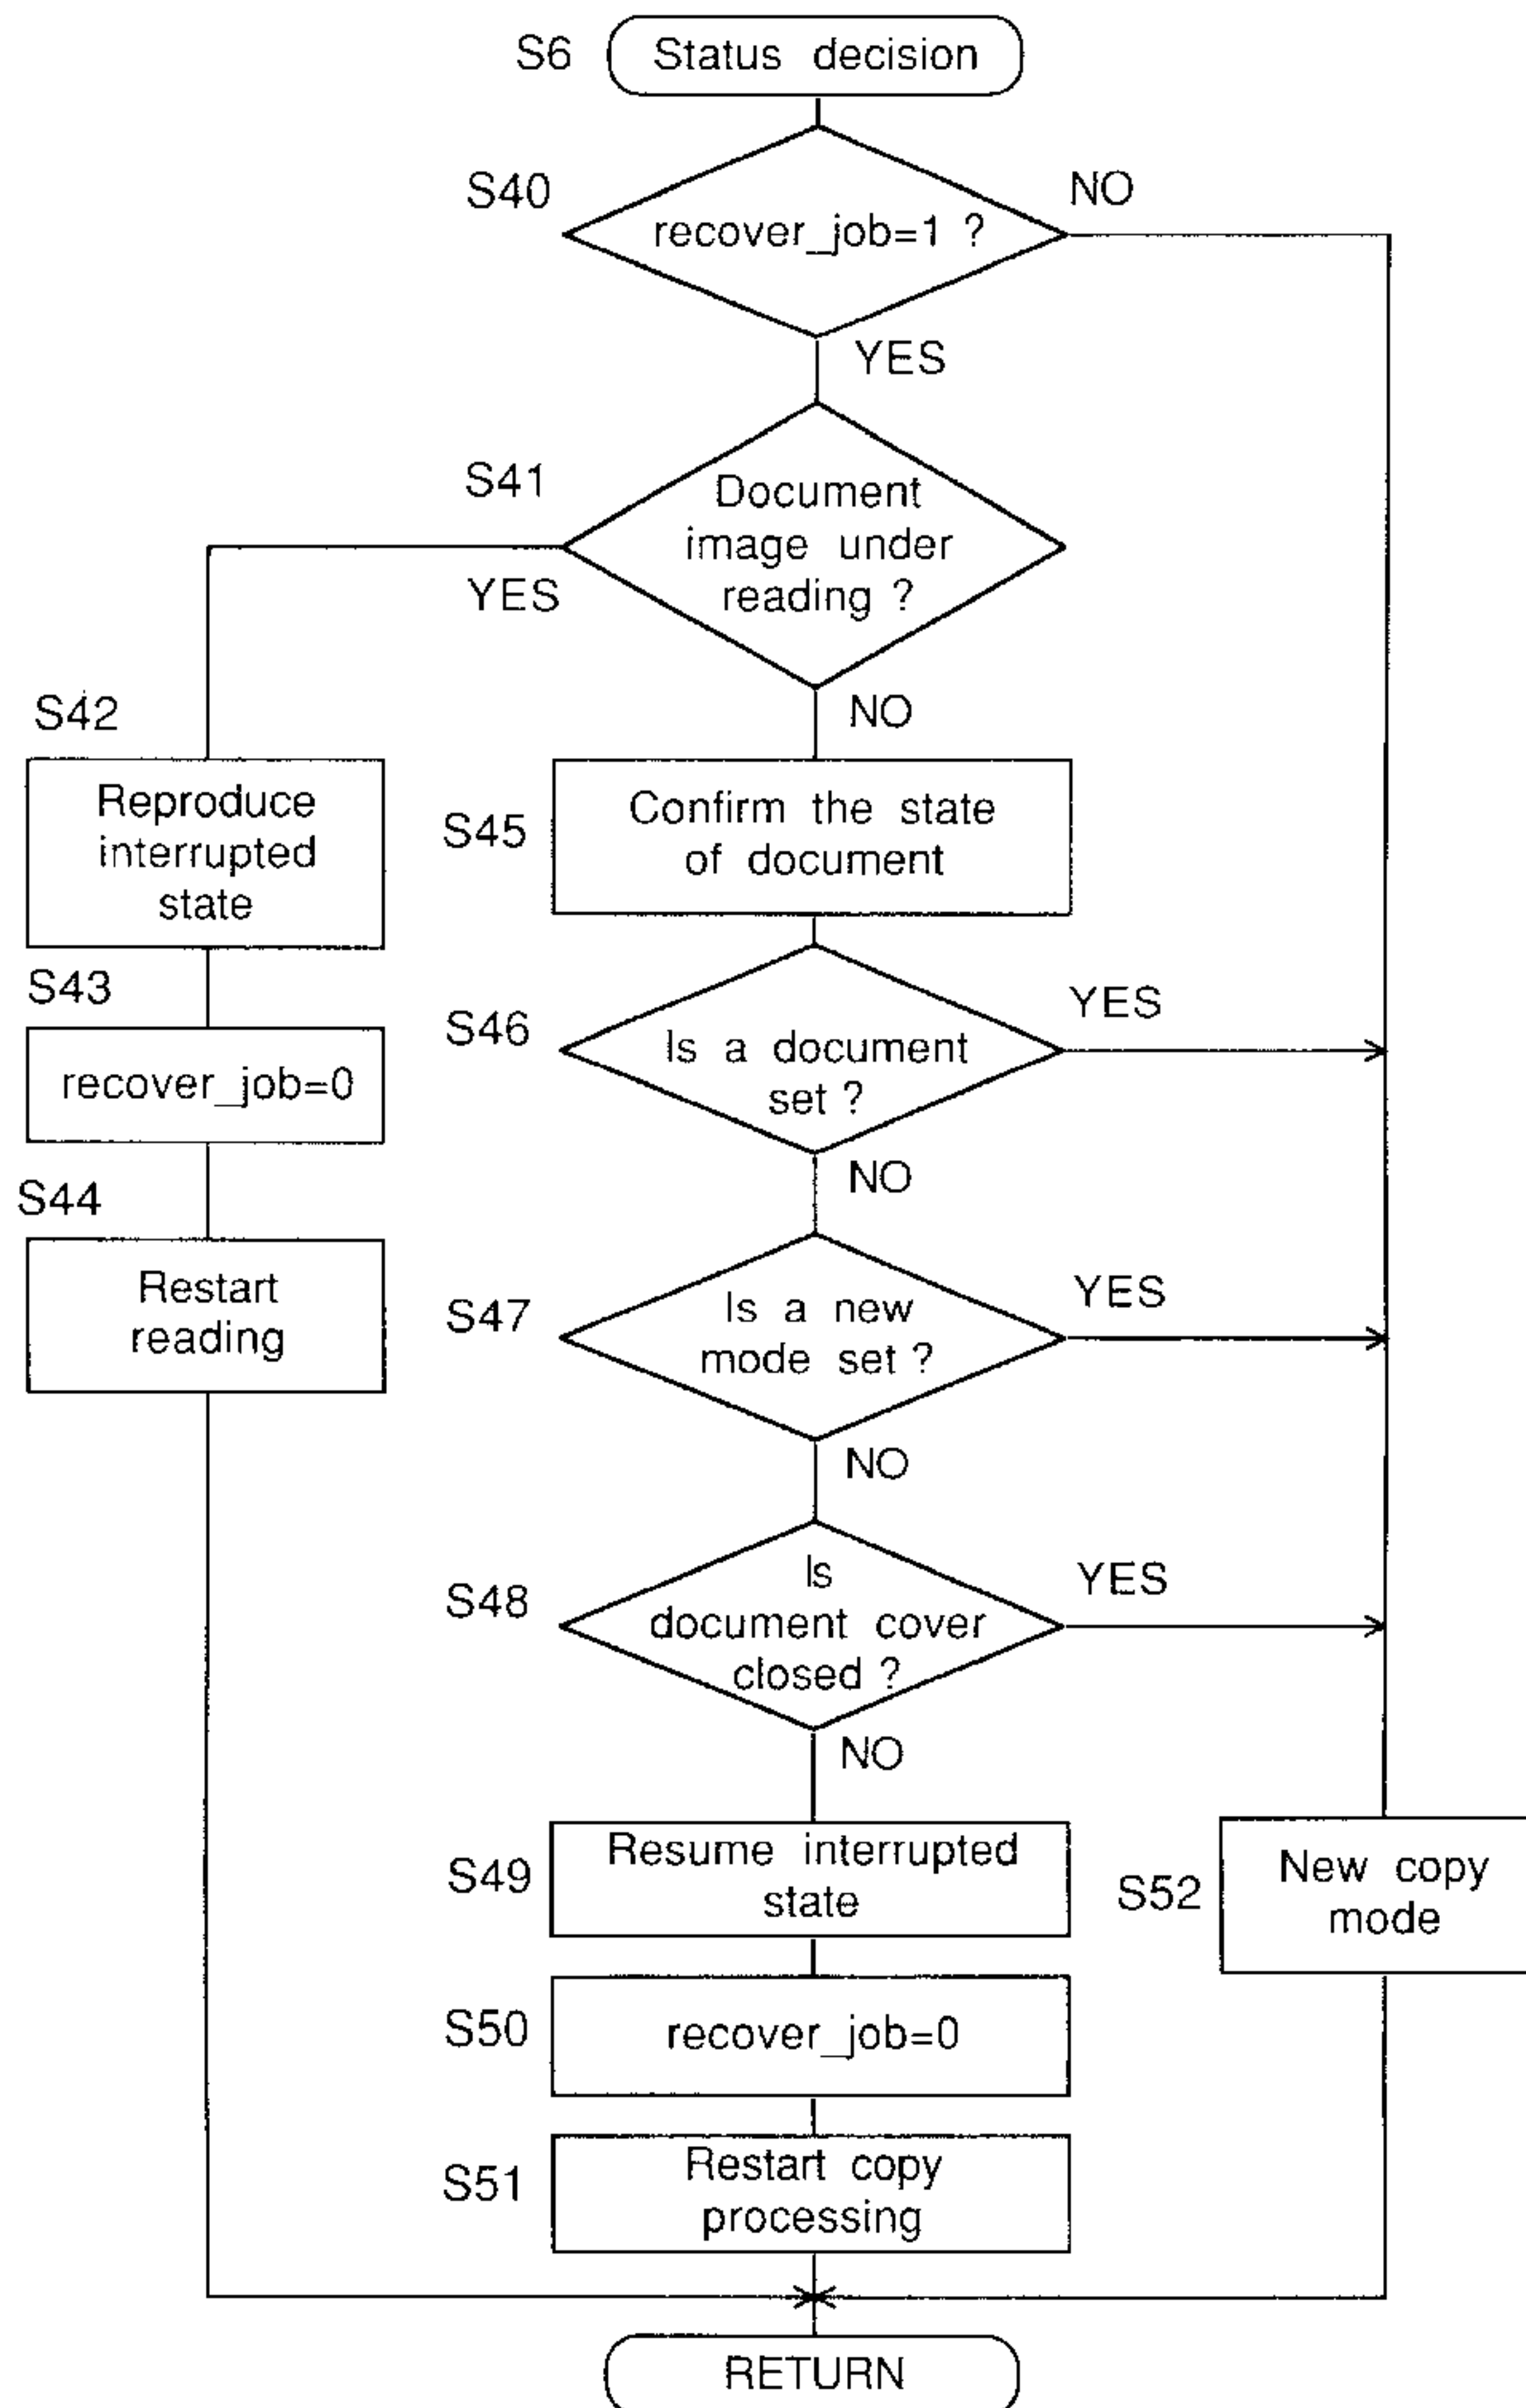 S6 Status decision
S40
recover_job=1 ?
NO
YES
S41
Document
image under
reading ?
YES
NO
S42
Reproduce
interrupted
state
S43
recover_job=0
S44
Restart
reading
S45
Confirm the state
of document
S46
Is a document
set ?
YES
NO
S47
Is a new
mode set ?
YES
NO
S48
Is
document cover
closed ?
YES
NO
S49
Resume interrupted
state
S50
recover_job=0
S51
Restart copy
processing
S52
New copy
mode
RETURN